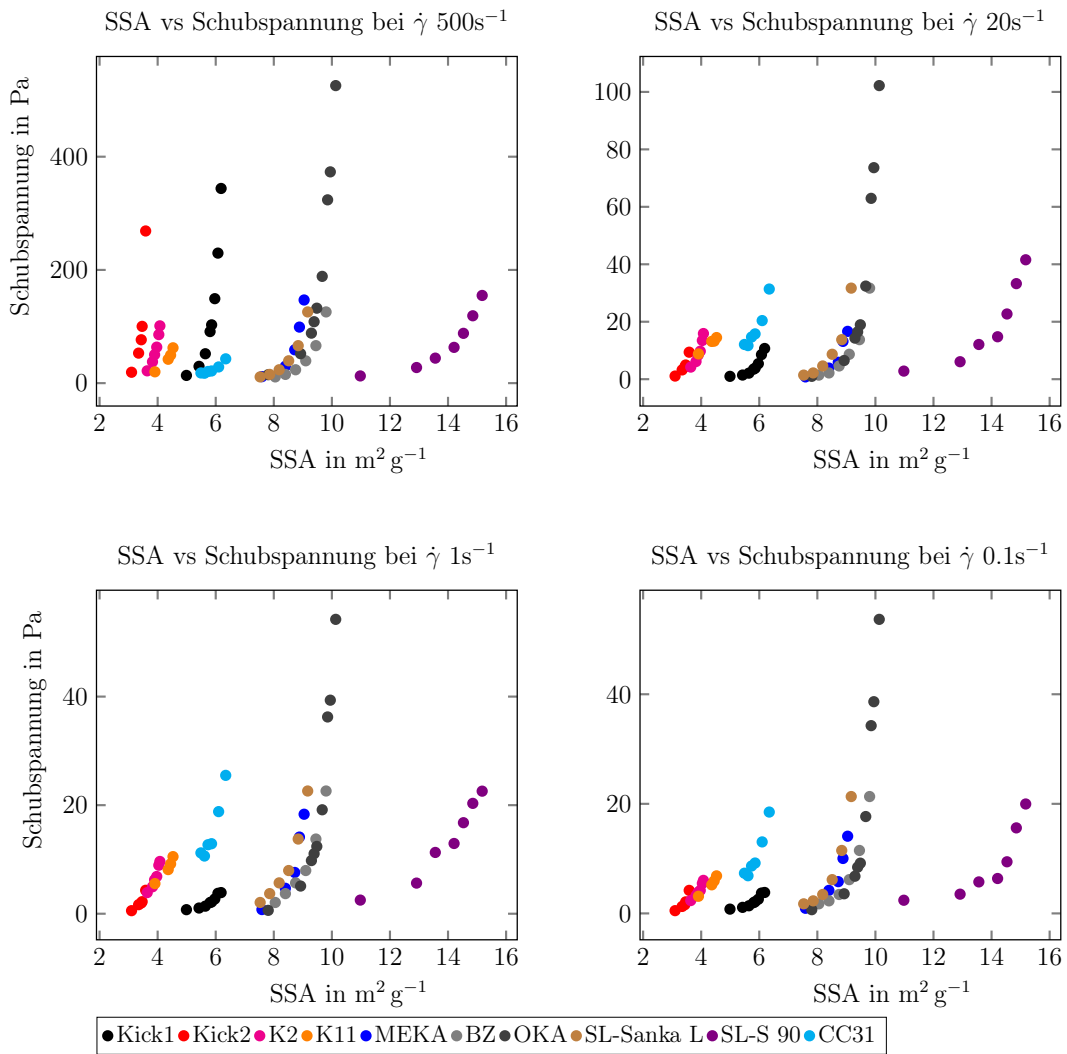 SSA vs Schubspannung bei γ̇ 500s⁻¹
Schubspannung in Pa
400
200
0
2 4 6 8 10 12 14 16
SSA in m² g⁻¹
SSA vs Schubspannung bei γ̇ 20s⁻¹
100
80
60
40
20
0
2 4 6 8 10 12 14 16
SSA in m² g⁻¹
SSA vs Schubspannung bei γ̇ 1s⁻¹
Schubspannung in Pa
40
20
0
2 4 6 8 10 12 14 16
SSA in m² g⁻¹
SSA vs Schubspannung bei γ̇ 0.1s⁻¹
40
20
0
2 4 6 8 10 12 14 16
SSA in m² g⁻¹
Kick1 Kick2 K2 K11 MEKA BZ OKA SL-Sanka L SL-S 90 CC31